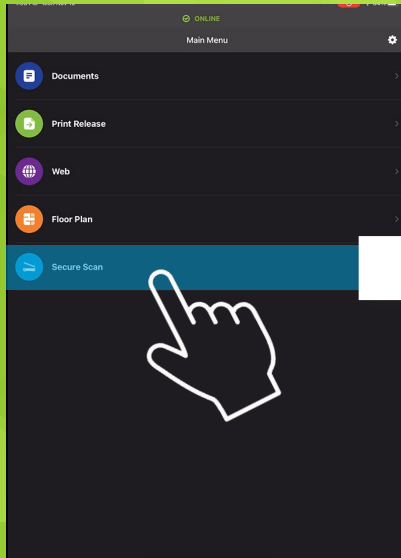 ONLINE
Main Menu
Documents
Print Release
Web
Floor Plan
Secure Scan